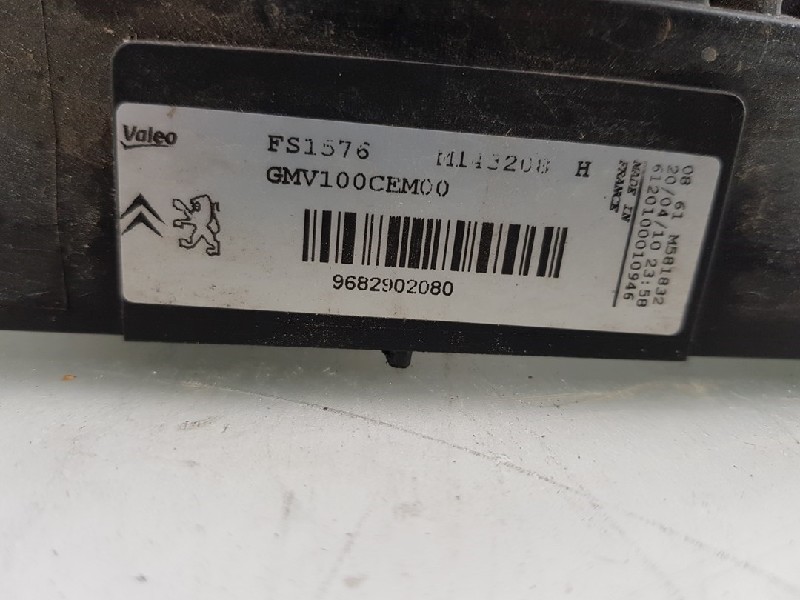 Valeo
FS1576 M143208 H
GMV100CEM00
9682902080
MADE IN
FRANCE
08 61 M581832
20/04/10 23:58
6120100010946